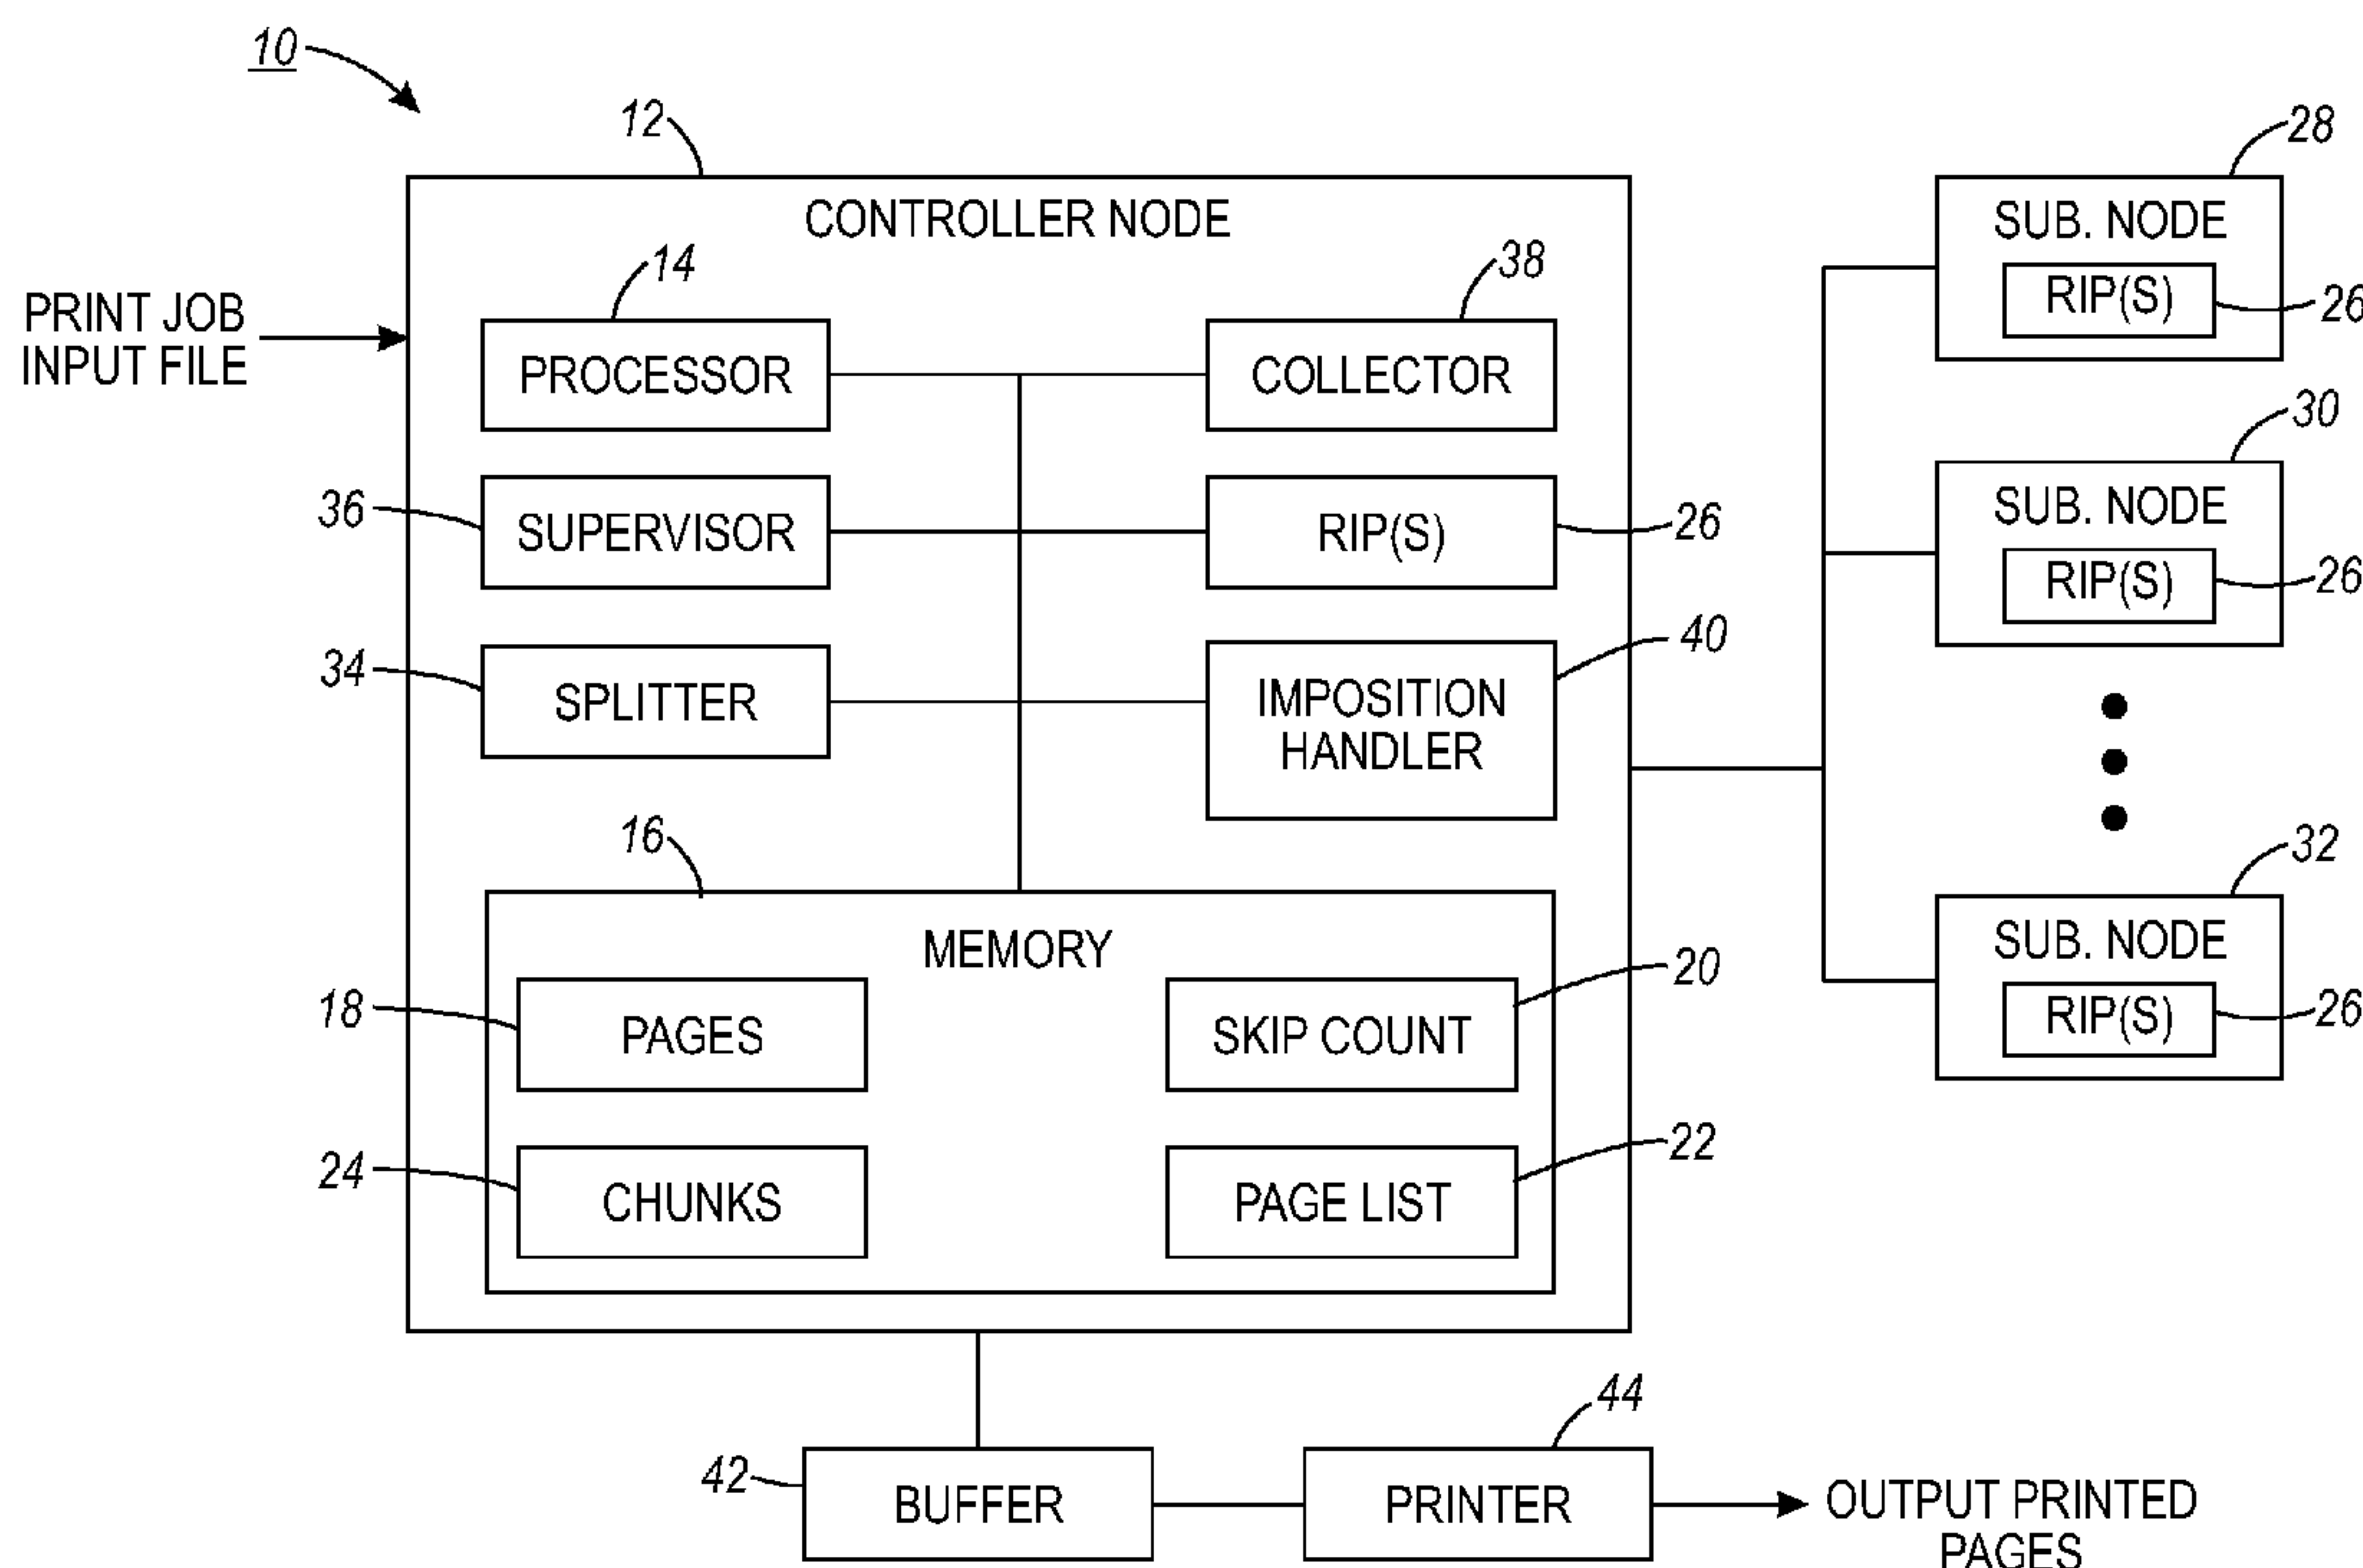 10
12
28
CONTROLLER NODE
SUB. NODE
14
38
RIP(S)
26
PRINT JOB
INPUT FILE
PROCESSOR
COLLECTOR
30
36
SUPERVISOR
RIP(S)
26
SUB. NODE
RIP(S)
26
34
SPLITTER
IMPOSITION
HANDLER
40
16
32
MEMORY
SUB. NODE
20
RIP(S)
26
18
PAGES
SKIP COUNT
22
24
CHUNKS
PAGE LIST
44
42
BUFFER
PRINTER
OUTPUT PRINTED
PAGES